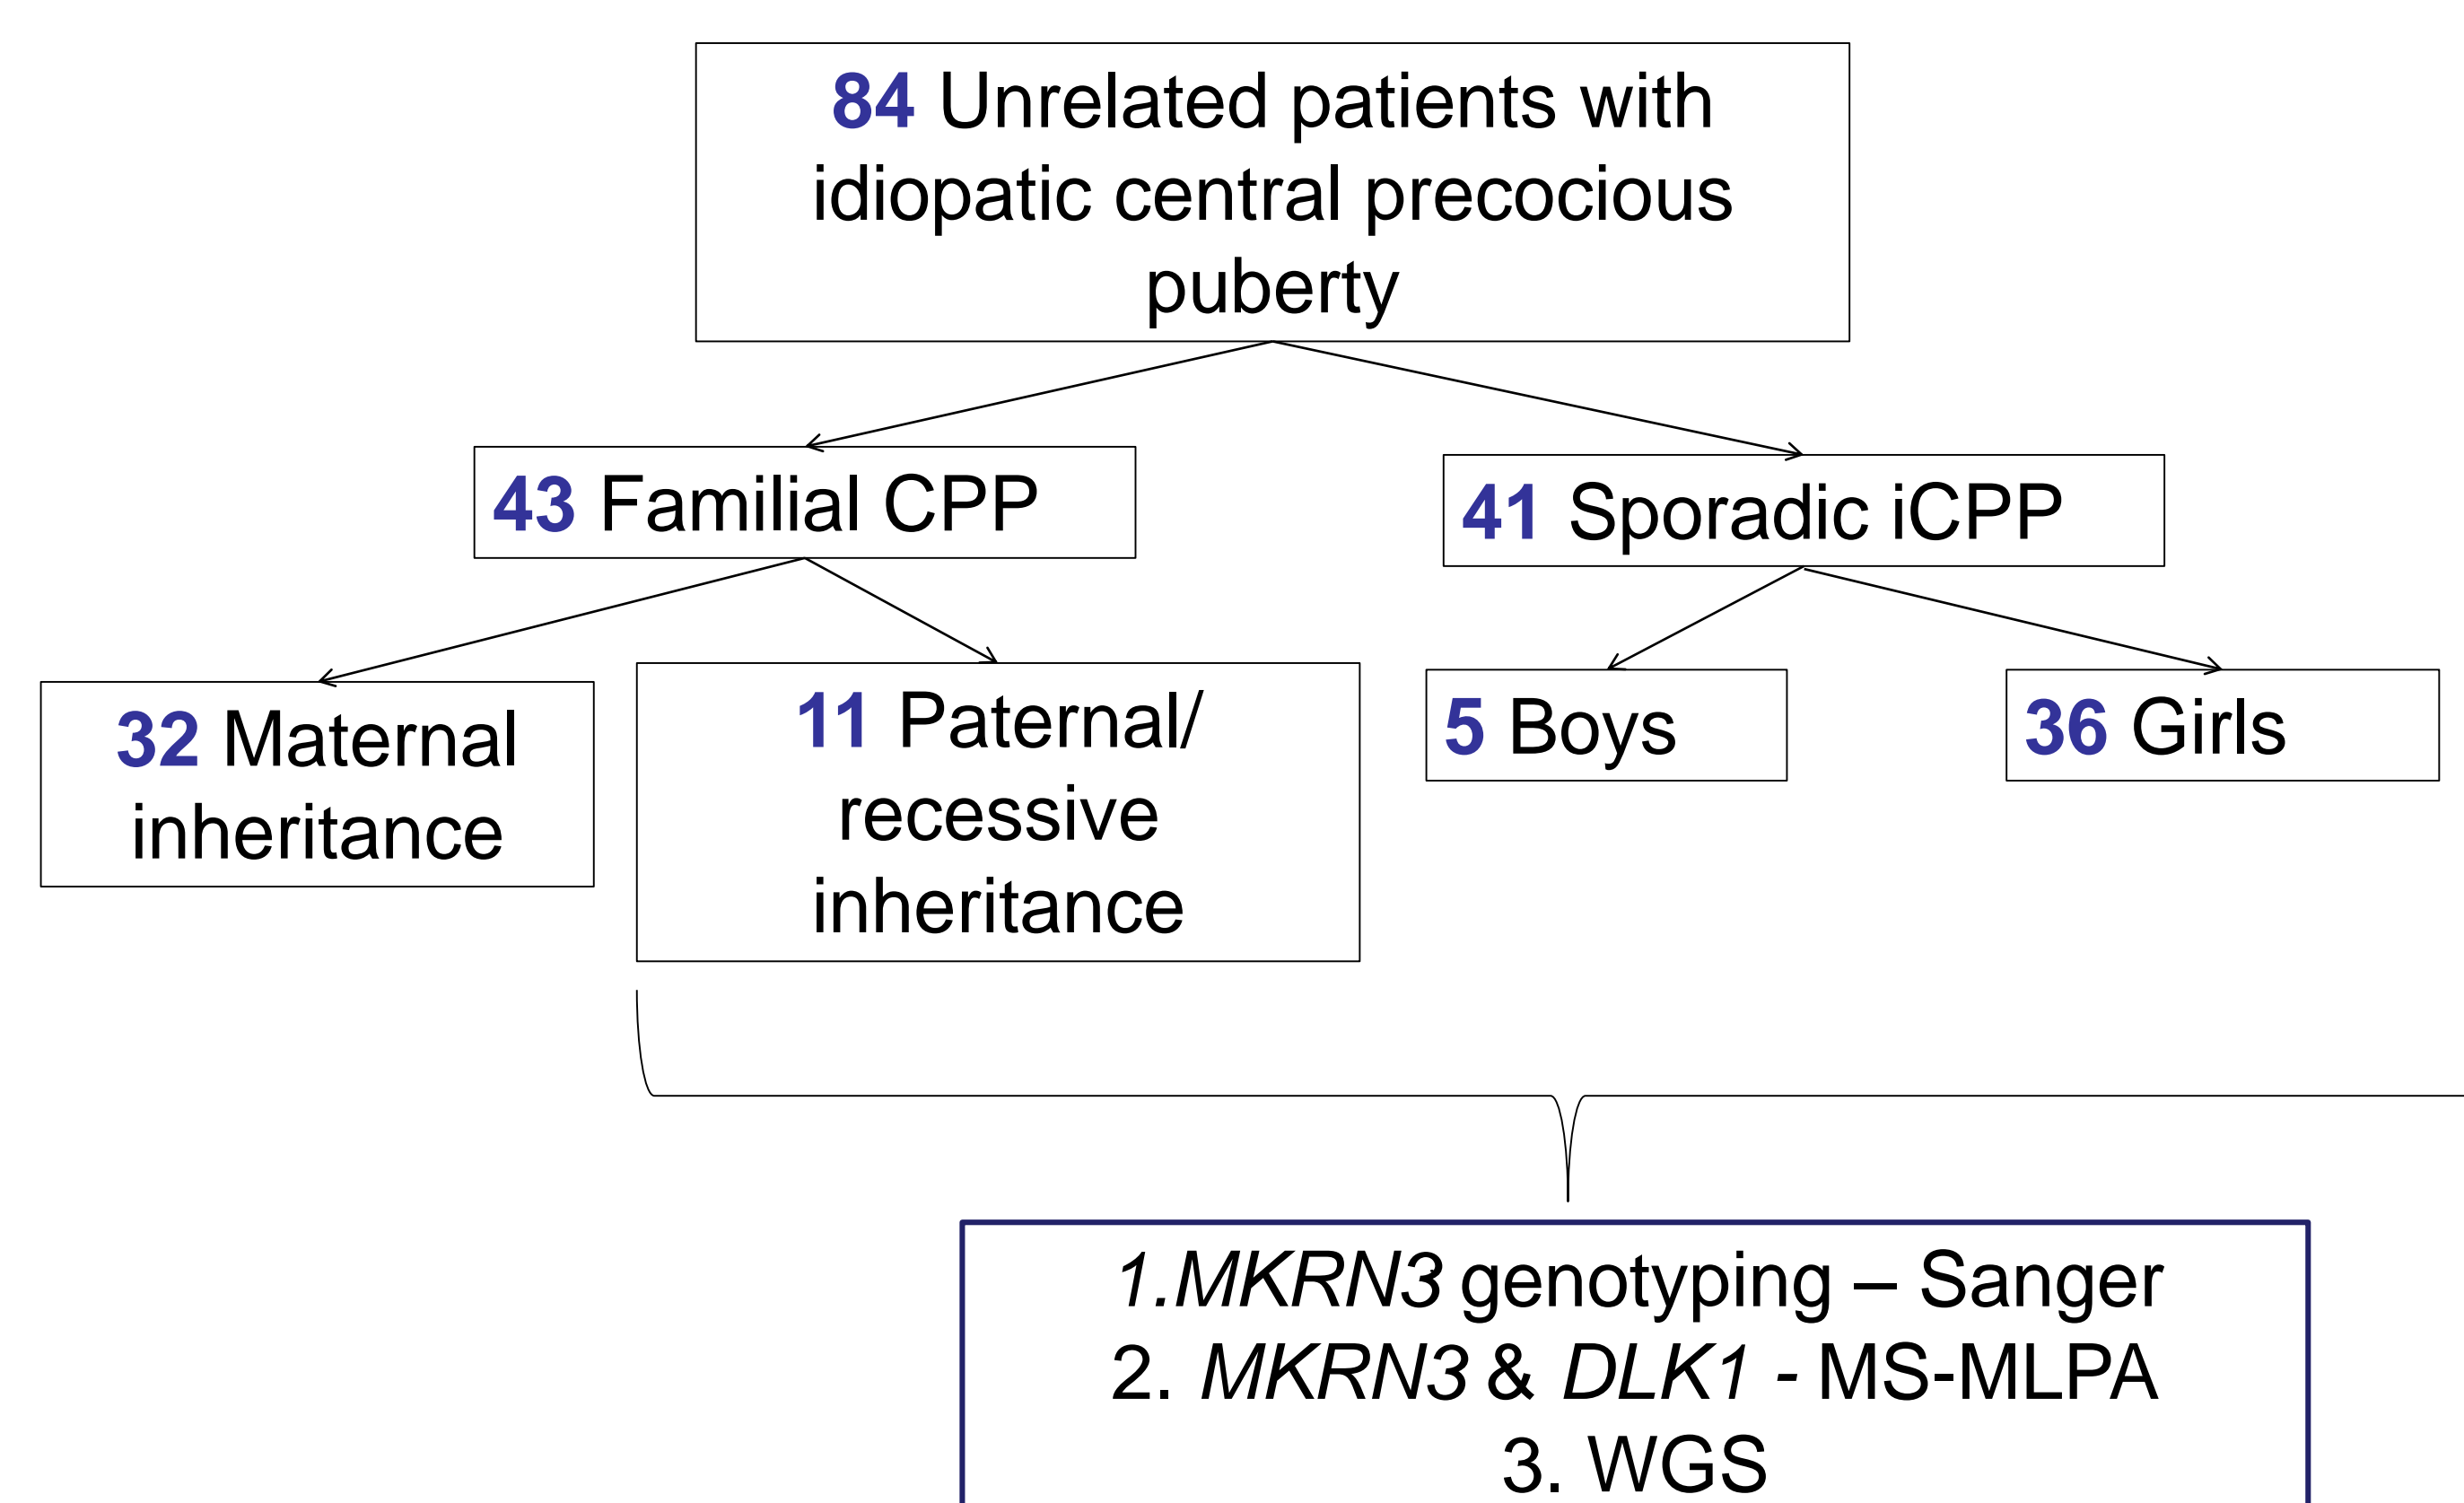 84 Unrelated patients with
idiopatic central precocious
puberty
43 Familial CPP
41 Sporadic iCPP
32 Maternal
inheritance
11 Paternal/
recessive
inheritance
5 Boys
36 Girls
1.MKRN3 genotyping – Sanger
2. MKRN3 & DLK1 - MS-MLPA
3. WGS